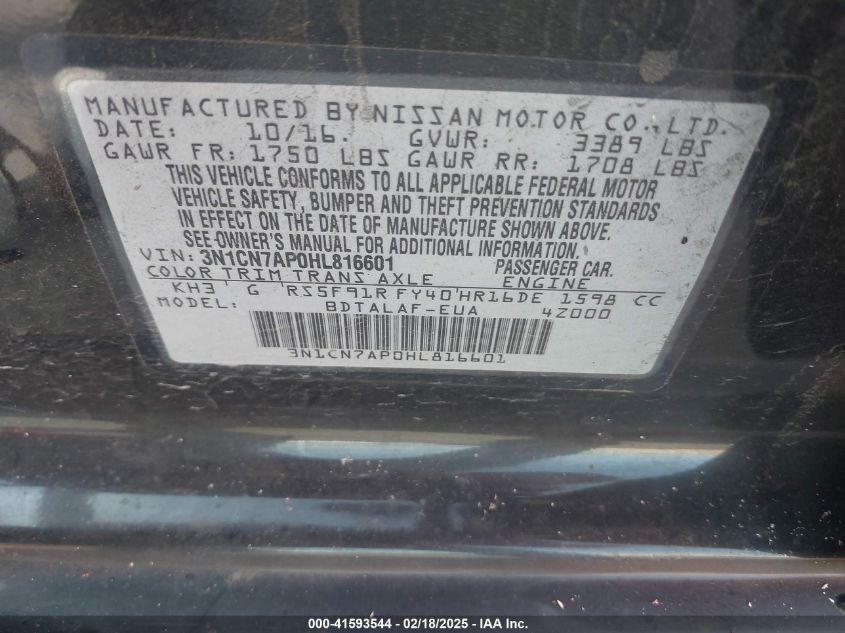 MANUFACTURED BY NISSAN MOTOR CO., LTD.
DATE: 10/16. GVWR: 3389 LBS
GAWR FR: 1750 LBS GAWR RR: 1708 LBS
THIS VEHICLE CONFORMS TO ALL APPLICABLE FEDERAL MOTOR
VEHICLE SAFETY, BUMPER AND THEFT PREVENTION STANDARDS
IN EFFECT ON THE DATE OF MANUFACTURE SHOWN ABOVE.
SEE OWNER'S MANUAL FOR ADDITIONAL INFORMATION.
VIN: 3N1CN7AP0HL816601 PASSENGER CAR.
COLOR TRIM TRANS AXLE ENGINE
KH3 G RS5F91R FY40 HR16DE 1598 CC
MODEL: BDTALAF-EUA 4Z000
3N1CN7AP0HL816601
000-41593544 — 02/18/2025 — IAA Inc.